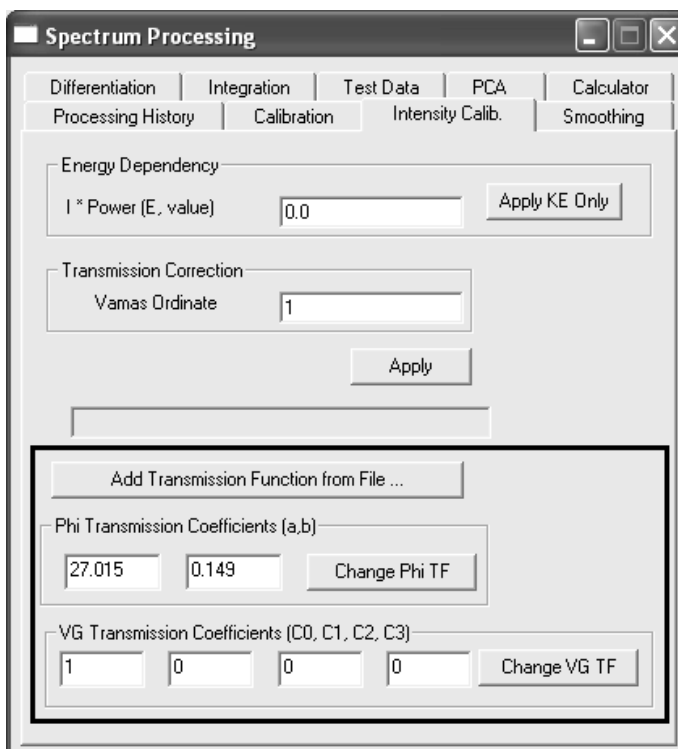 Spectrum Processing
Differentiation Integration Test Data PCA Calculator
Processing History Calibration Intensity Calib. Smoothing
Energy Dependency
I * Power (E, value) 0.0 Apply KE Only
Transmission Correction
Vamas Ordinate 1
Apply
Add Transmission Function from File ...
Phi Transmission Coefficients (a,b)
27.015 0.149 Change Phi TF
VG Transmission Coefficients (C0, C1, C2, C3)
1 0 0 0 Change VG TF